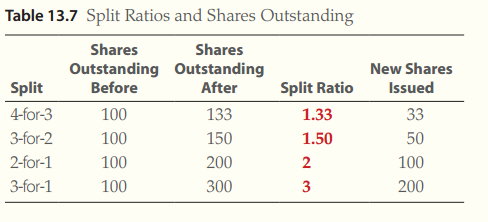 Table 13.7 Split Ratios and Shares Outstanding
Shares Shares
Outstanding Outstanding New Shares
Split Before After Split Ratio Issued
4-for-3 100 133 1.33 33
3-for-2 100 150 1.50 50
2-for-1 100 200 2 100
3-for-1 100 300 3 200